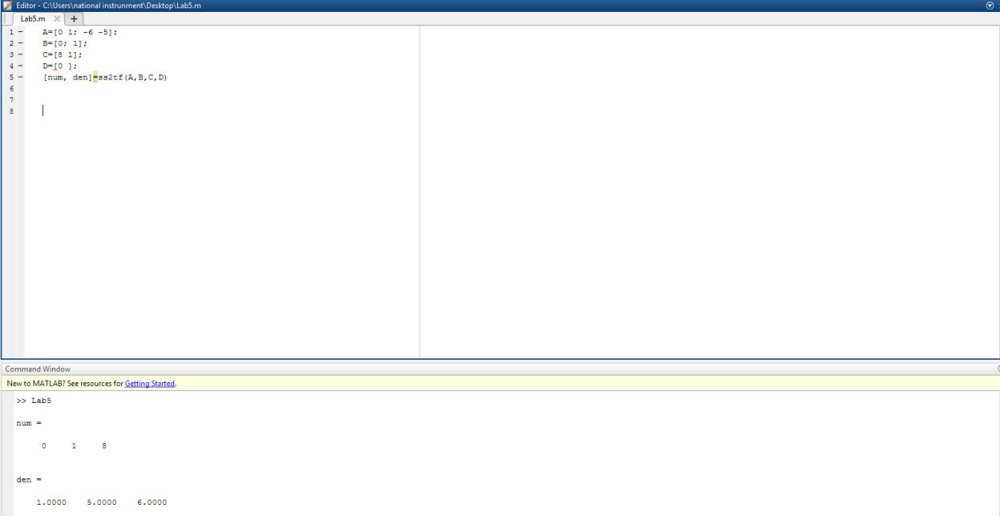 Editor - C:\Users\national instrunment\Desktop\Lab5.m
Lab5.m × +
1 - A=[0 1; -6 -5];
2 - B=[0; 1];
3 - C=[8 1];
4 - D=[0 ];
5 - [num, den]=ss2tf(A,B,C,D)
6
7
8
Command Window
New to MATLAB? See resources for Getting Started.
>> Lab5
num =
0 1 8
den =
1.0000 5.0000 6.0000